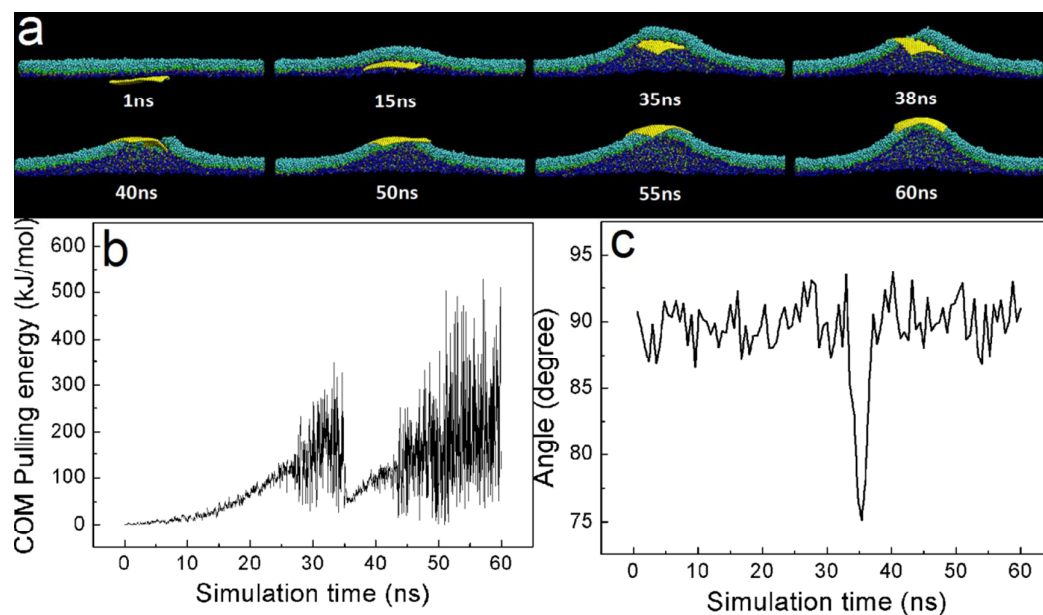 a
1ns 15ns 35ns 38ns
40ns 50ns 55ns 60ns
b
COM Pulling energy (kJ/mol)
600
500
400
300
200
100
0
0 10 20 30 40 50 60
Simulation time (ns)
c
Angle (degree)
95
90
85
80
75
0 10 20 30 40 50 60
Simulation time (ns)